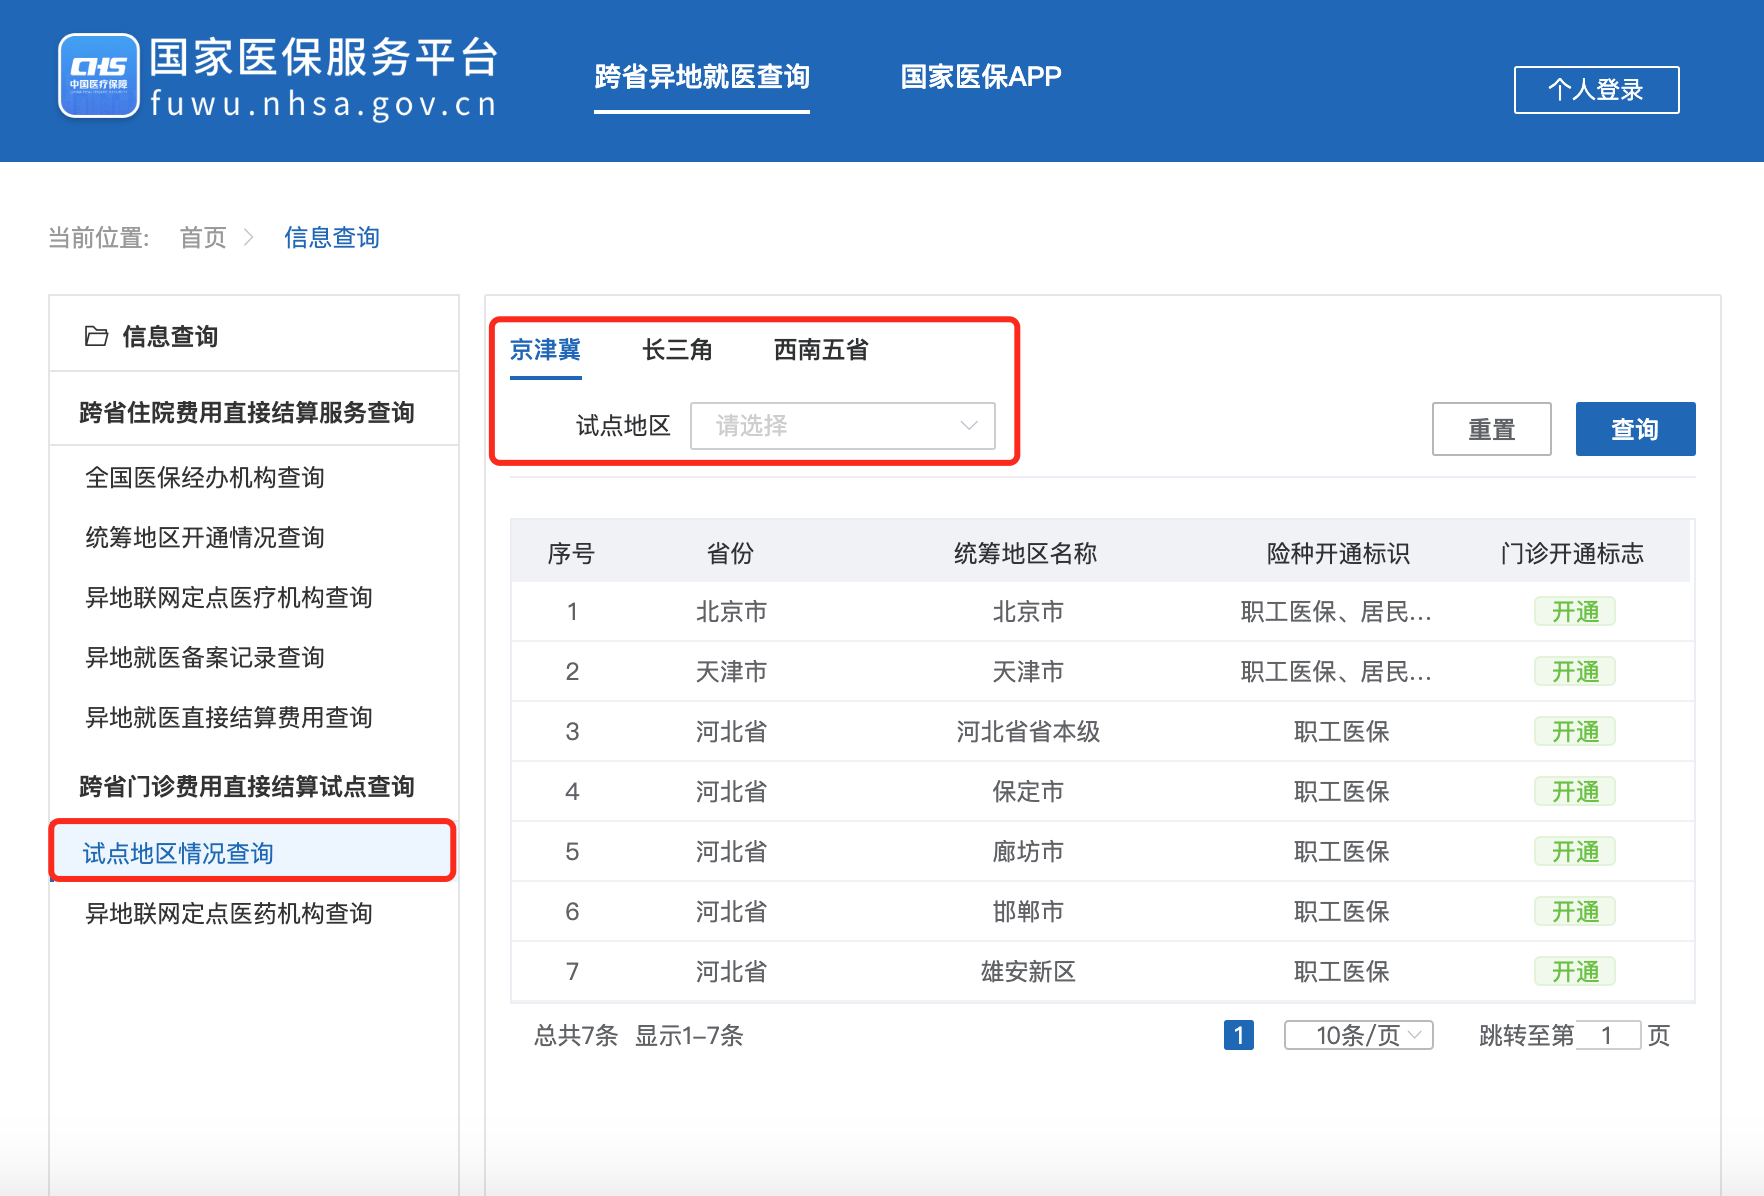 CHS
中国医疗保障
国家医保服务平台
fuwu.nhsa.gov.cn
跨省异地就医查询
国家医保APP
个人登录
当前位置: 首页 > 信息查询
信息查询
跨省住院费用直接结算服务查询
全国医保经办机构查询
统筹地区开通情况查询
异地联网定点医疗机构查询
异地就医备案记录查询
异地就医直接结算费用查询
跨省门诊费用直接结算试点查询
试点地区情况查询
异地联网定点医药机构查询
京津冀 长三角 西南五省
试点地区 请选择 重置 查询
序号 省份 统筹地区名称 险种开通标识 门诊开通标志
1 北京市 北京市 职工医保、居民... 开通
2 天津市 天津市 职工医保、居民... 开通
3 河北省 河北省省本级 职工医保 开通
4 河北省 保定市 职工医保 开通
5 河北省 廊坊市 职工医保 开通
6 河北省 邯郸市 职工医保 开通
7 河北省 雄安新区 职工医保 开通
总共7条 显示1-7条 1 10条/页 跳转至第 1 页